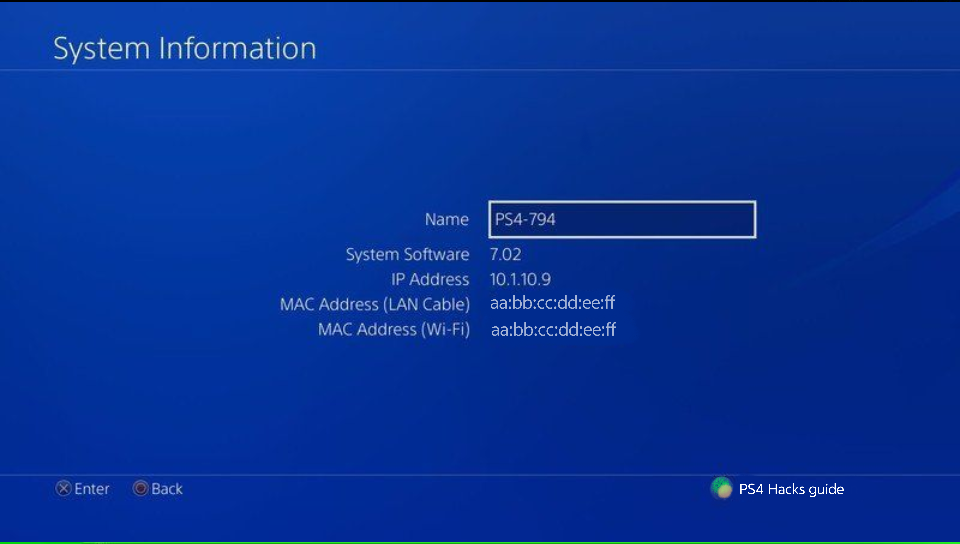 System Information
Name PS4-794
System Software 7.02
IP Address 10.1.10.9
MAC Address (LAN Cable) aa:bb:cc:dd:ee:ff
MAC Address (Wi-Fi) aa:bb:cc:dd:ee:ff
Enter Back PS4 Hacks guide